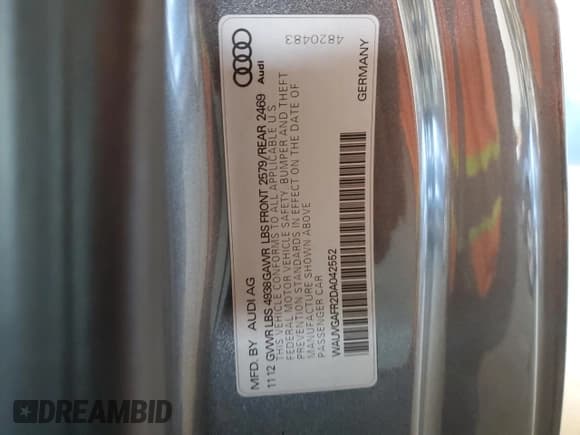 MFD. BY AUDI AG
11 12 GVWR LBS 4938 GAWR LBS FRONT 2579/REAR 2469
THIS VEHICLE CONFORMS TO ALL APPLICABLE U S
FEDERAL MOTOR VEHICLE SAFETY, BUMPER AND THEFT
PREVENTION STANDARDS IN EFFECT ON THE DATE OF
MANUFACTURE SHOWN ABOVE
PASSENGER CAR
WAUVGAFR2DA042552
GERMANY
Audi
4820483
DREAMBID